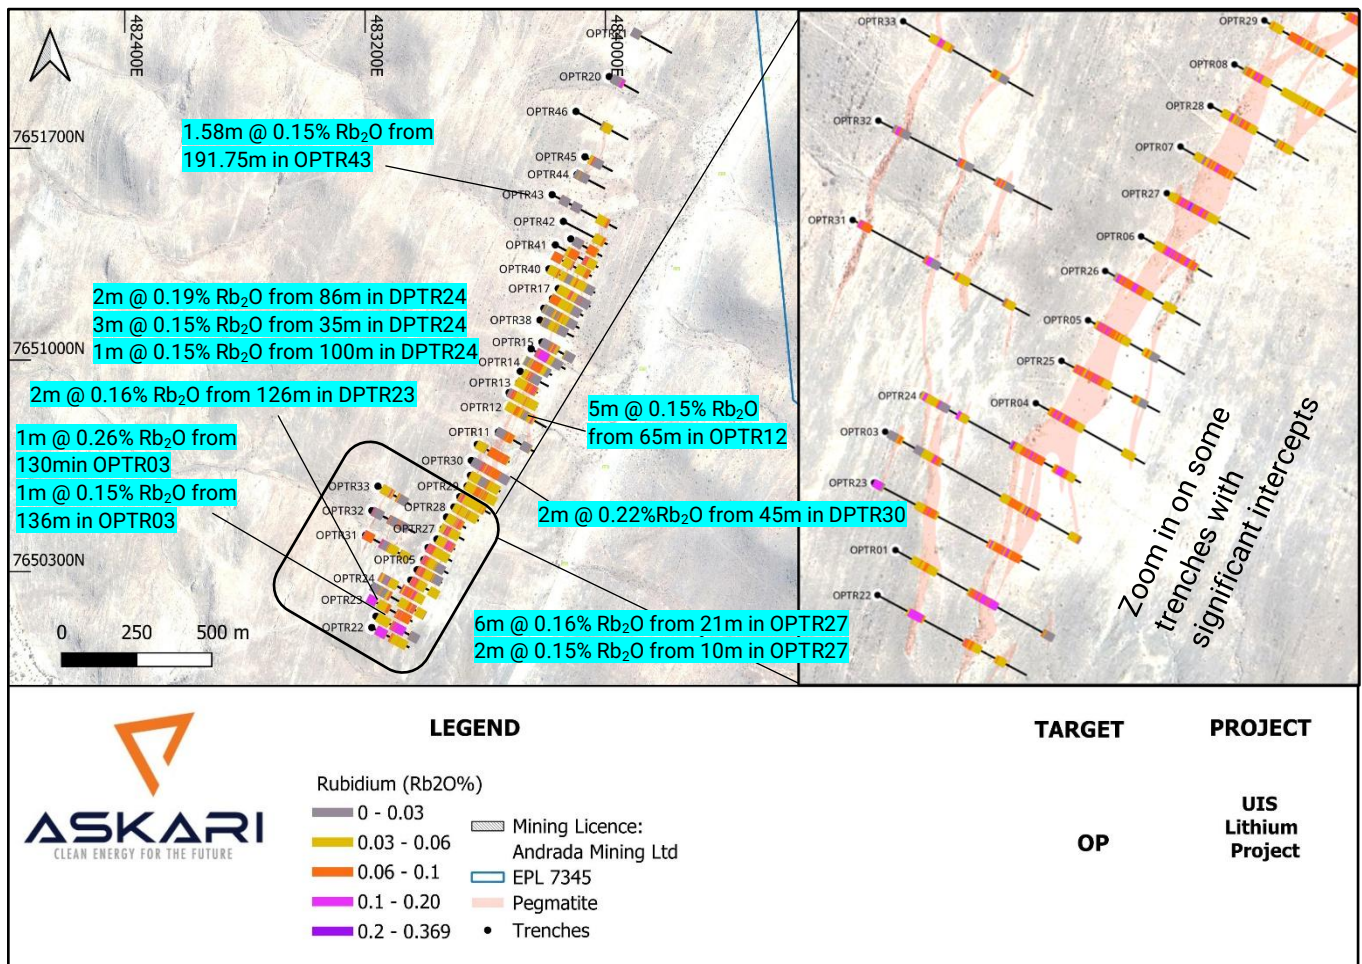 482400E
483200E
484000E
7651700N
7651000N
7650300N
OPTR20
OPTR46
OPTR45
OPTR44
OPTR43
OPTR42
OPTR41
OPTR40
OPTR17
OPTR38
OPTR15
OPTR14
OPTR13
OPTR12
OPTR11
OPTR30
OPTR29
OPTR33
OPTR28
OPTR32
OPTR27
OPTR31
OPTR05
OPTR24
OPTR23
OPTR22
1.58m @ 0.15% Rb₂O from
191.75m in OPTR43
2m @ 0.19% Rb₂O from 86m in DPTR24
3m @ 0.15% Rb₂O from 35m in DPTR24
1m @ 0.15% Rb₂O from 100m in DPTR24
2m @ 0.16% Rb₂O from 126m in DPTR23
1m @ 0.26% Rb₂O from
130min OPTR03
1m @ 0.15% Rb₂O from
136m in OPTR03
5m @ 0.15% Rb₂O
from 65m in OPTR12
2m @ 0.22%Rb₂O from 45m in DPTR30
6m @ 0.16% Rb₂O from 21m in OPTR27
2m @ 0.15% Rb₂O from 10m in OPTR27
0 250 500 m
OPTR33
OPTR29
OPTR08
OPTR28
OPTR32
OPTR07
OPTR27
OPTR31
OPTR06
OPTR26
OPTR05
OPTR25
OPTR24
OPTR04
OPTR03
OPTR23
OPTR01
OPTR22
Zoom in on some
trenches with
significant intercepts
ASKARI
CLEAN ENERGY FOR THE FUTURE
LEGEND
Rubidium (Rb2O%)
0 - 0.03
0.03 - 0.06
0.06 - 0.1
0.1 - 0.20
0.2 - 0.369
Mining Licence:
Andrada Mining Ltd
EPL 7345
Pegmatite
Trenches
TARGET
OP
PROJECT
UIS
Lithium
Project